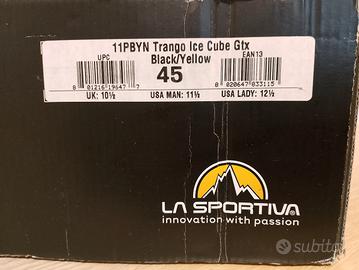 11PBYN Trango Ice Cube Gtx
UPC Black/Yellow EAN13
45
8 01216 19647 7 8 020647 833115
UK: 10½ USA MAN: 11½ USA LADY: 12½
LA SPORTIVA®
innovation with passion
subito